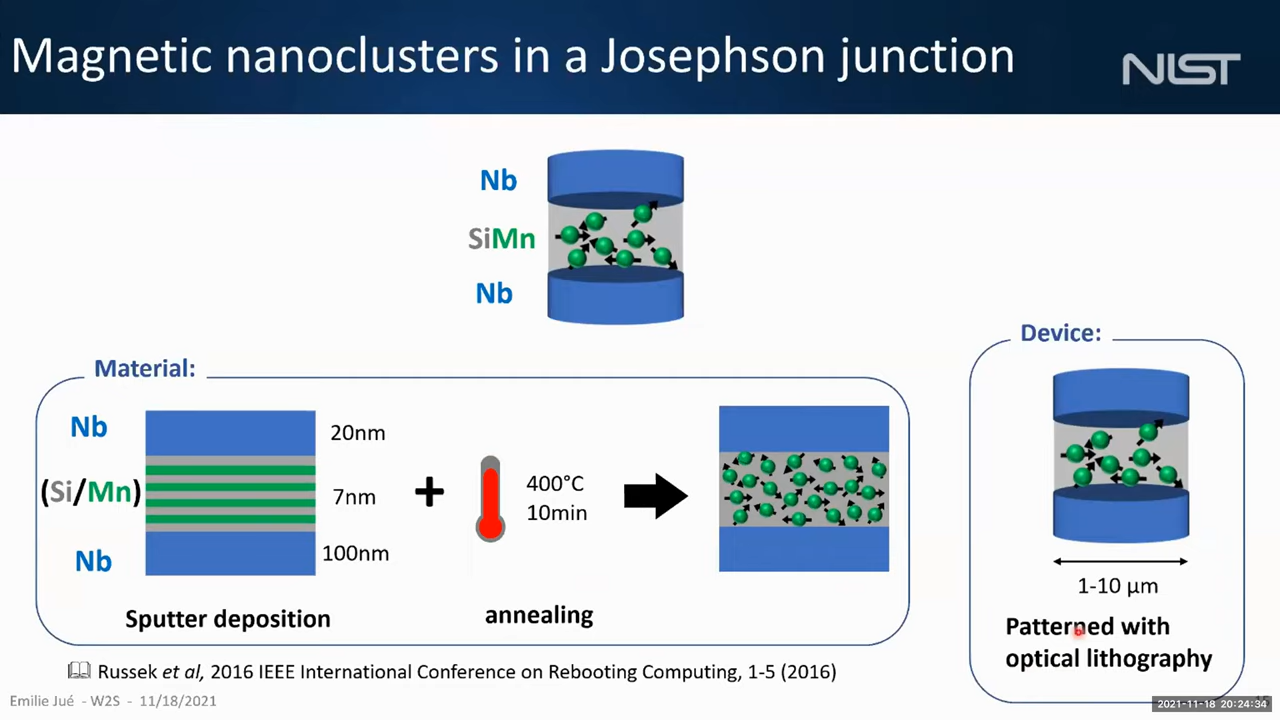 Magnetic nanoclusters in a Josephson junction
NIST
Nb
SiMn
Nb
Material:
Nb
20nm
(Si/Mn)
7nm
Nb
100nm
Sputter deposition
+
400°C
10min
annealing
Device:
1-10 µm
Patterned with
optical lithography
Russek et al, 2016 IEEE International Conference on Rebooting Computing, 1-5 (2016)
Emilie Jué - W2S - 11/18/2021
2021-11-18 20:24:34